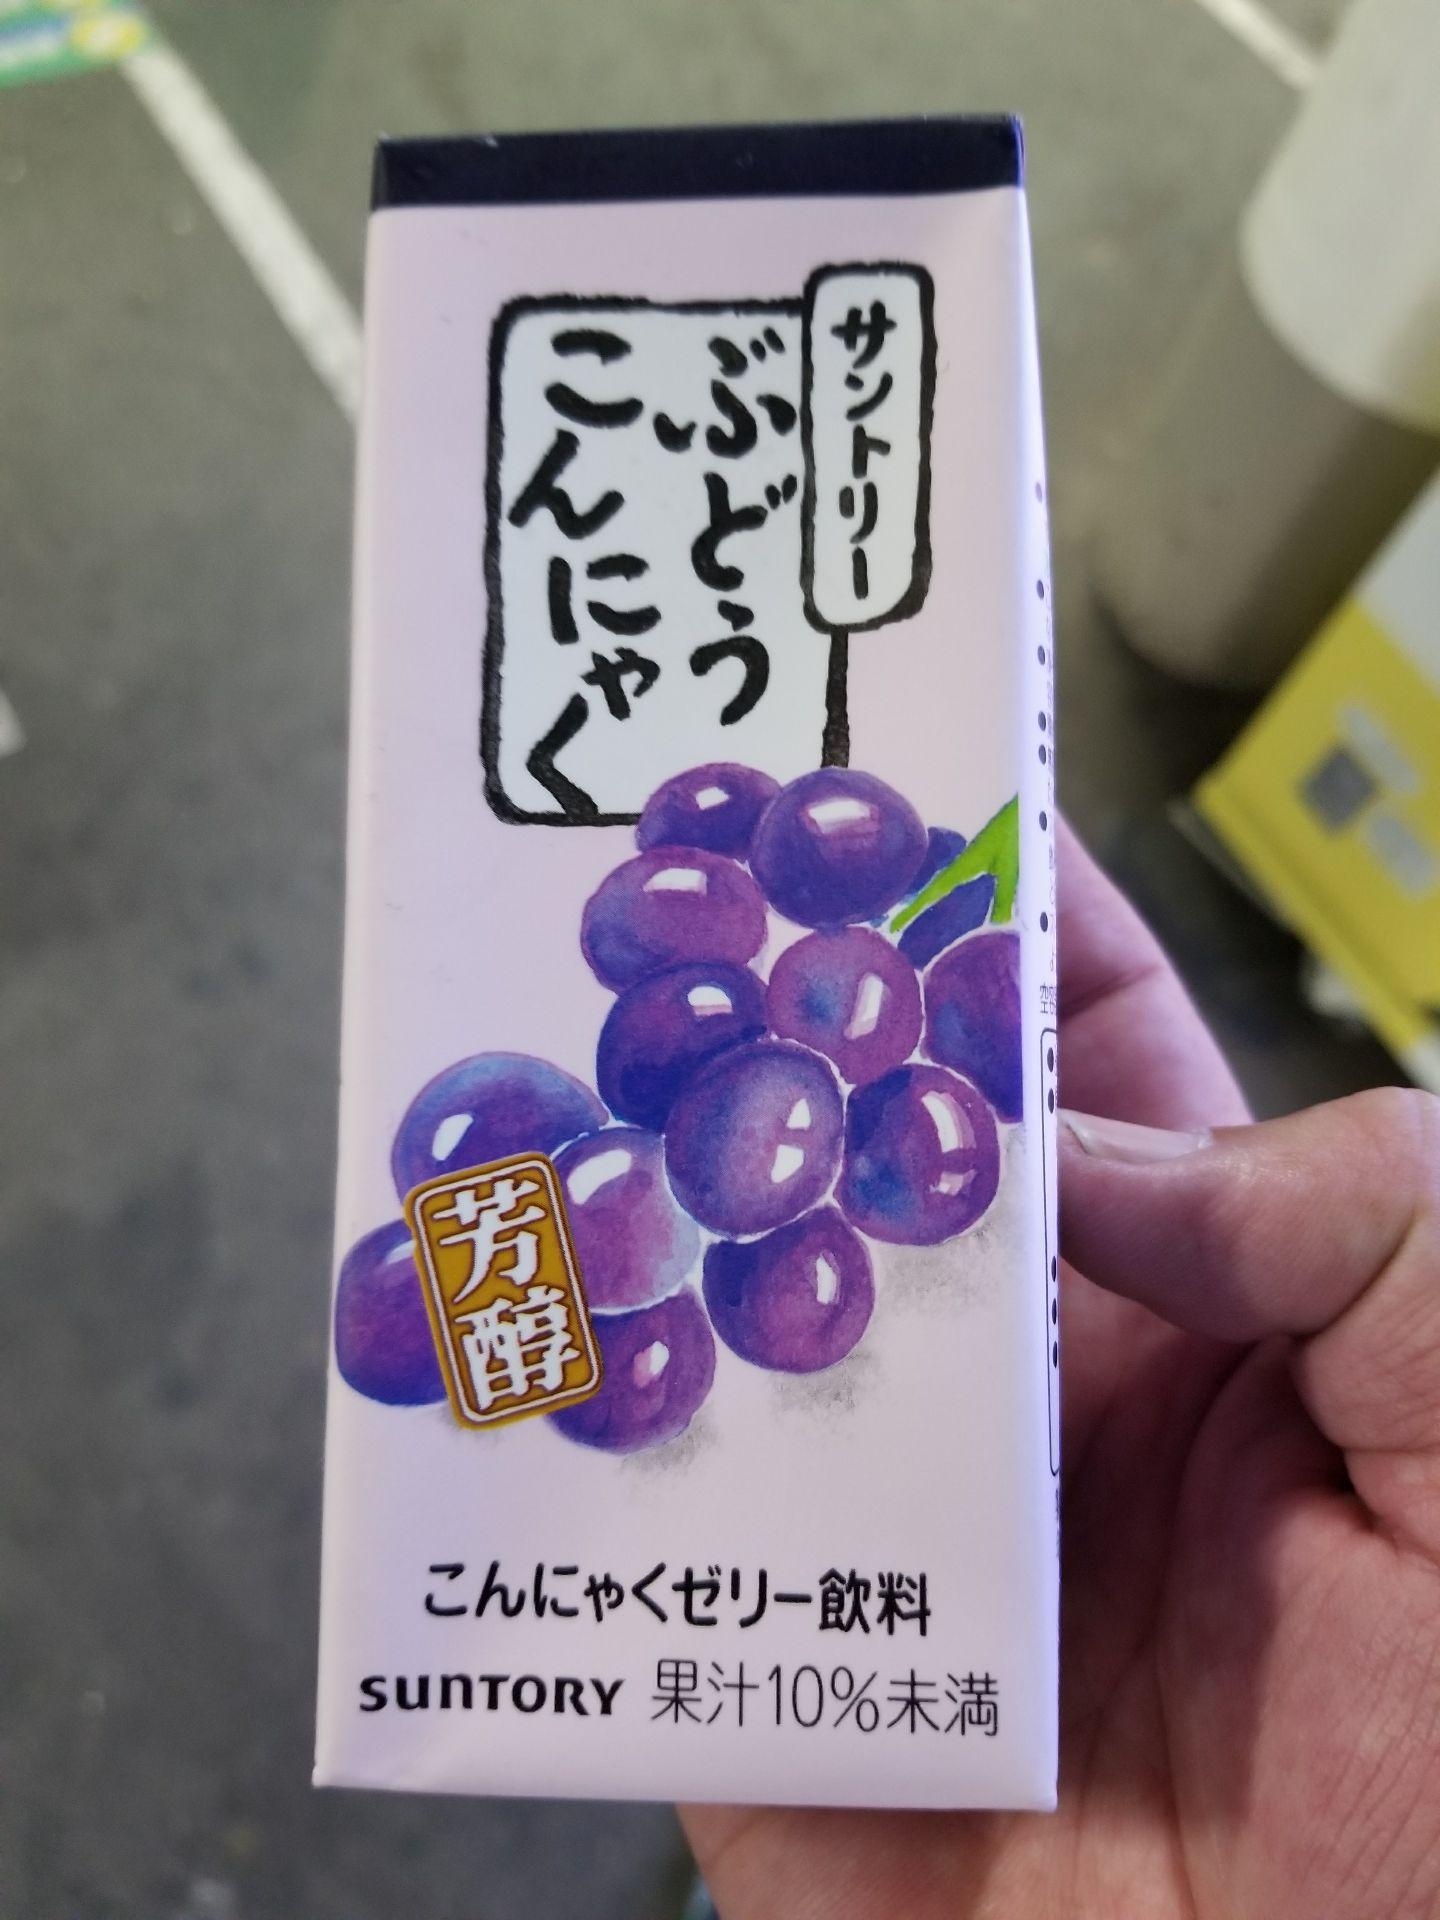 サントリー
ぶどう
こんにゃく
芳醇
こんにゃくゼリー飲料
SUNTORY 果汁10%未満